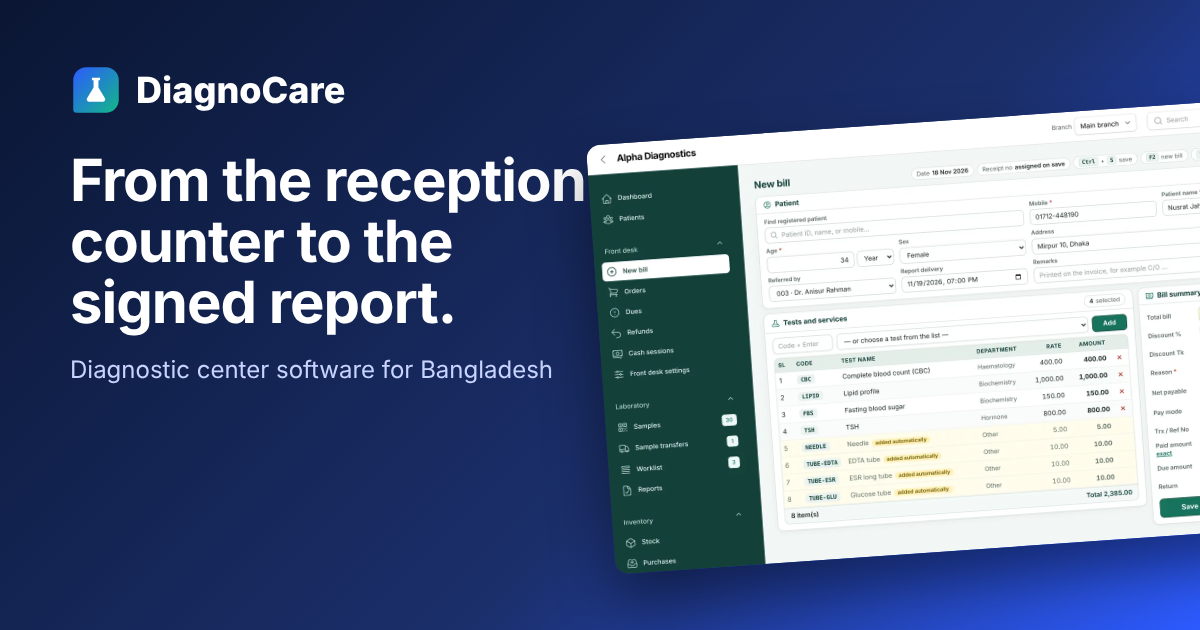 DiagnoCare
From the reception
counter to the
signed report.
Diagnostic center software for Bangladesh
Alpha Diagnostics
Branch Main branch Search
Dashboard
Patients
Front desk
New bill
Orders
Dues
Refunds
Cash sessions
Front desk settings
Laboratory
Samples 30
Sample transfers 1
Worklist 3
Reports
Inventory
Stock
Purchases
New bill
Date 16 Nov 2026 Receipt no assigned on save Ctrl + S save F2 new bill
Patient
Find registered patient Mobile * Patient name
Patient ID, name, or mobile... 01712-448190 Nusrat Jah
Age * Sex Address
34 Year Female Mirpur 10, Dhaka
Referred by Report delivery Remarks
003 · Dr. Anisur Rahman 11/19/2026, 07:00 PM Printed on the invoice, for example C/O ...
Tests and services 4 selected
Code + Enter — or choose a test from the list — Add
SL CODE TEST NAME DEPARTMENT RATE AMOUNT
1 CBC Complete blood count (CBC) Haematology 400.00 400.00 ×
2 LIPID Lipid profile Biochemistry 1,000.00 1,000.00 ×
3 FBS Fasting blood sugar Biochemistry 150.00 150.00 ×
4 TSH TSH Hormone 800.00 800.00 ×
5 NEEDLE Needle added automatically Other 5.00 5.00
6 TUBE-EDTA EDTA tube added automatically Other 10.00 10.00
7 TUBE-ESR ESR long tube added automatically Other 10.00 10.00
8 TUBE-GLU Glucose tube added automatically Other 10.00 10.00
8 item(s) Total 2,385.00
Bill summary
Total bill
Discount %
Discount Tk
Reason *
Net payable
Pay mode
Trx / Ref No
Paid amount
exact
Due amount
Return
Save